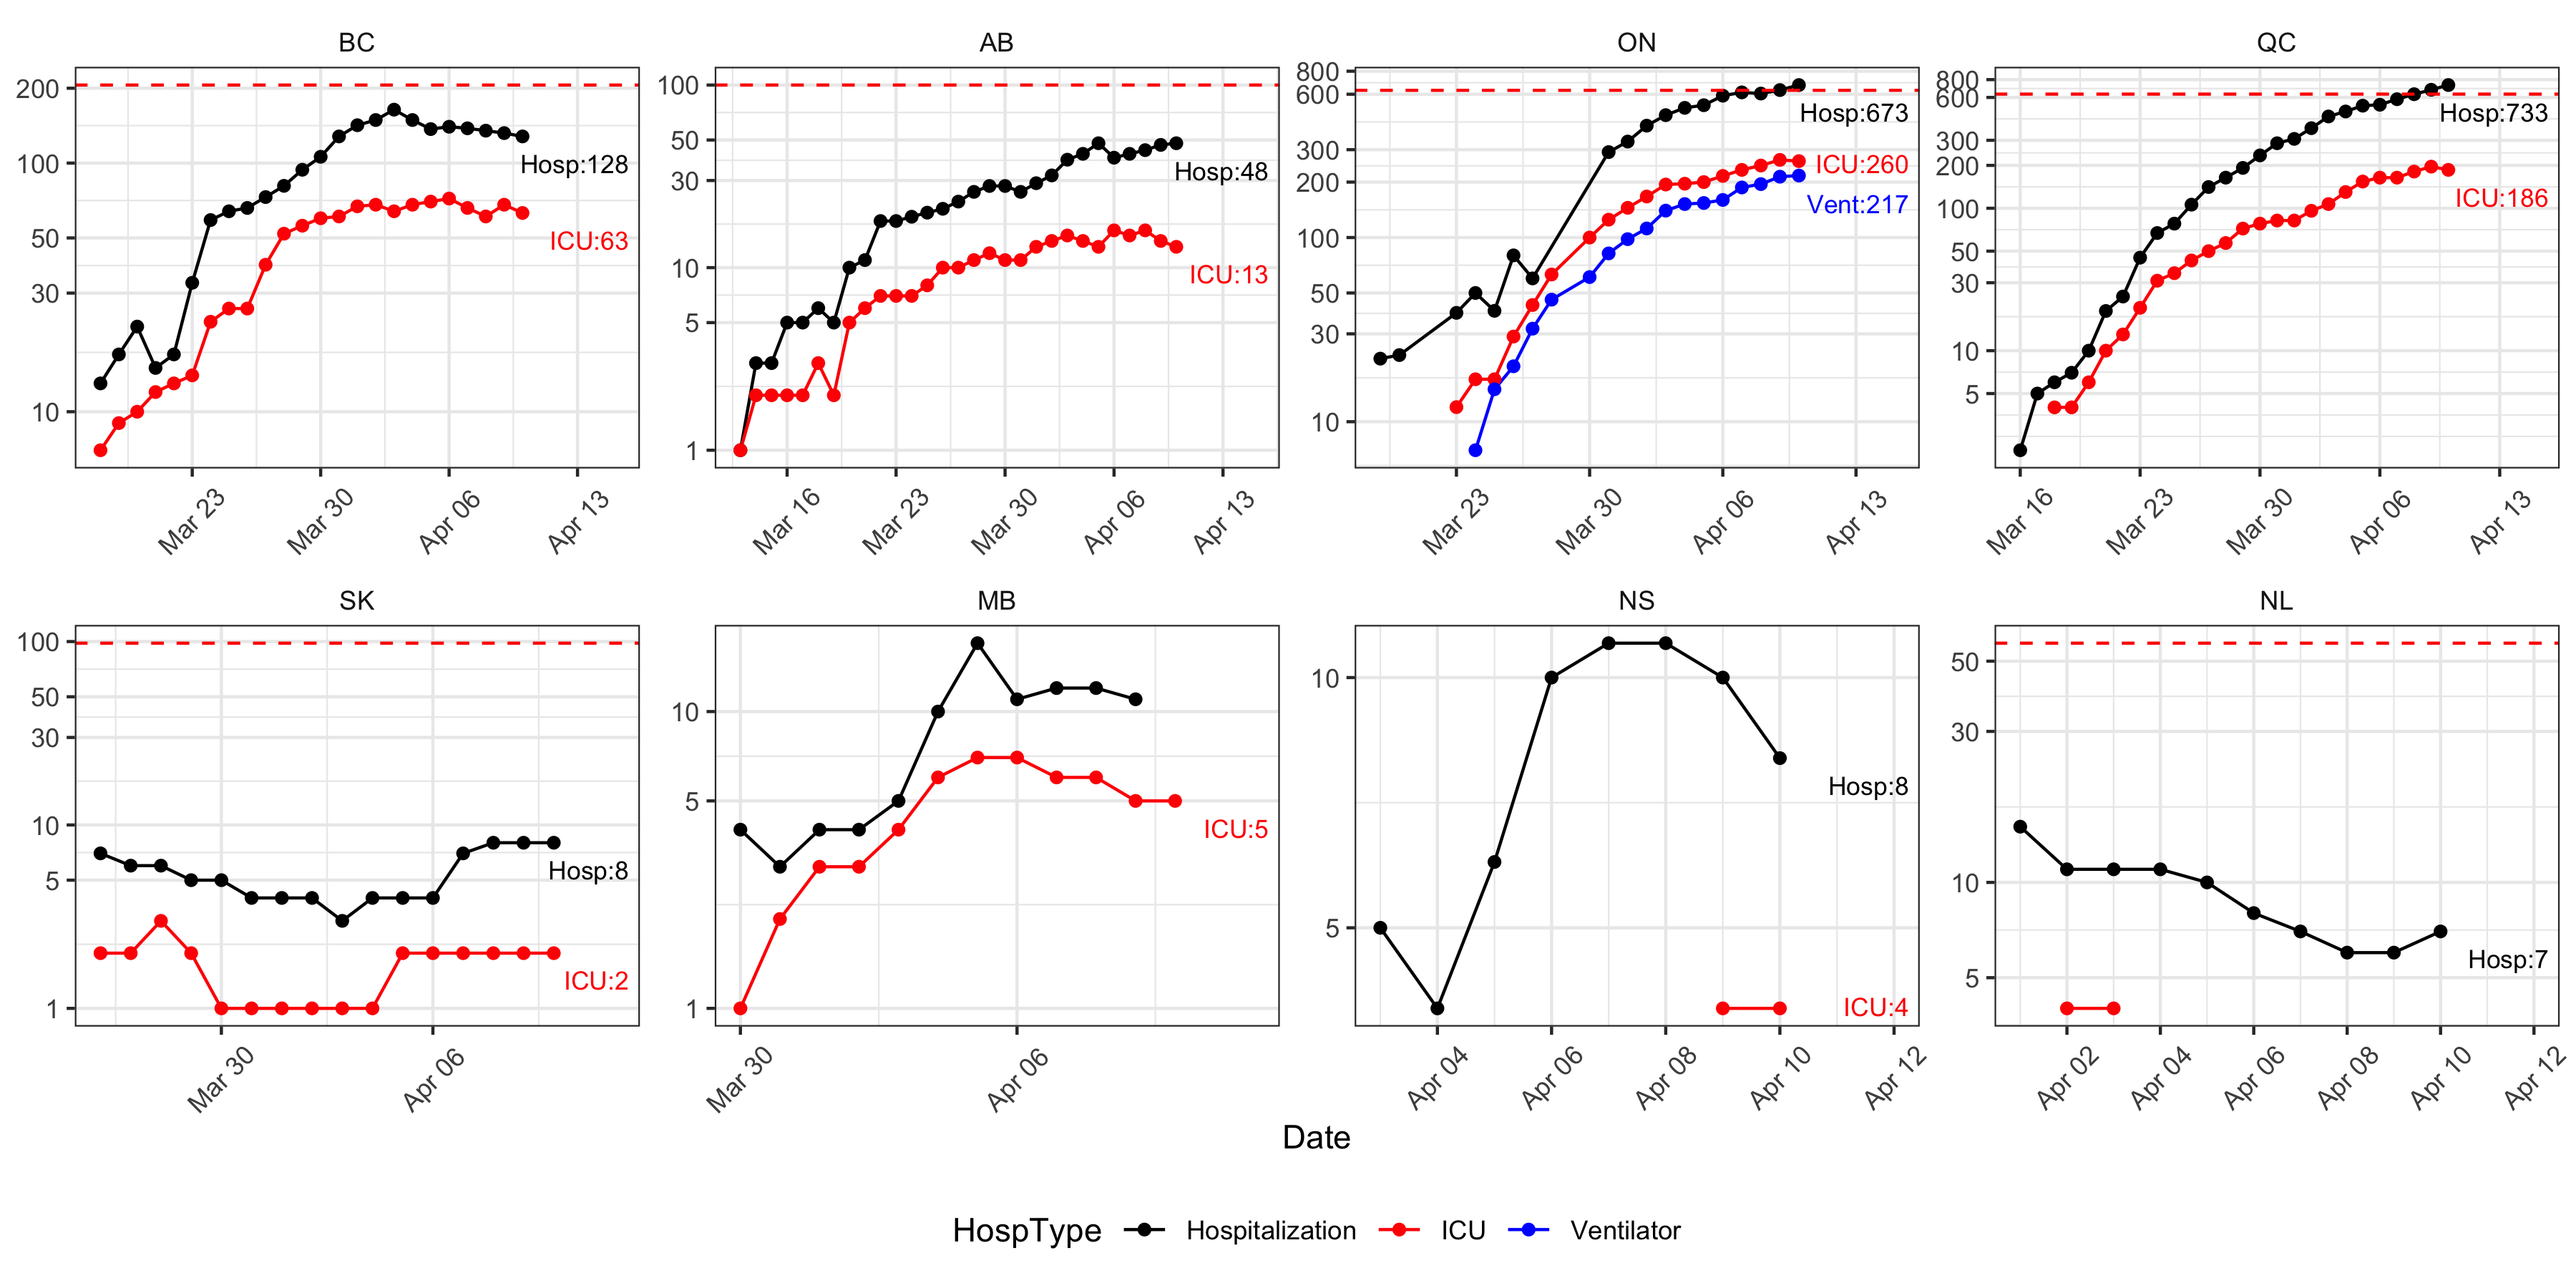 BC
AB
ON
QC
200
100
50
30
10
Hosp:128
ICU:63
Mar 23
Mar 30
Apr 06
Apr 13
100
50
30
10
5
1
Hosp:48
ICU:13
Mar 16
Mar 23
Mar 30
Apr 06
Apr 13
800
600
300
200
100
50
30
10
Hosp:673
ICU:260
Vent:217
Mar 23
Mar 30
Apr 06
Apr 13
800
600
300
200
100
50
30
10
5
Hosp:733
ICU:186
Mar 16
Mar 23
Mar 30
Apr 06
Apr 13
SK
MB
NS
NL
100
50
30
10
5
1
Hosp:8
ICU:2
Mar 30
Apr 06
10
5
1
ICU:5
Mar 30
Apr 06
10
5
Hosp:8
ICU:4
Apr 04
Apr 06
Apr 08
Apr 10
Apr 12
50
30
10
5
Hosp:7
Apr 02
Apr 04
Apr 06
Apr 08
Apr 10
Apr 12
Date
HospType Hospitalization ICU Ventilator